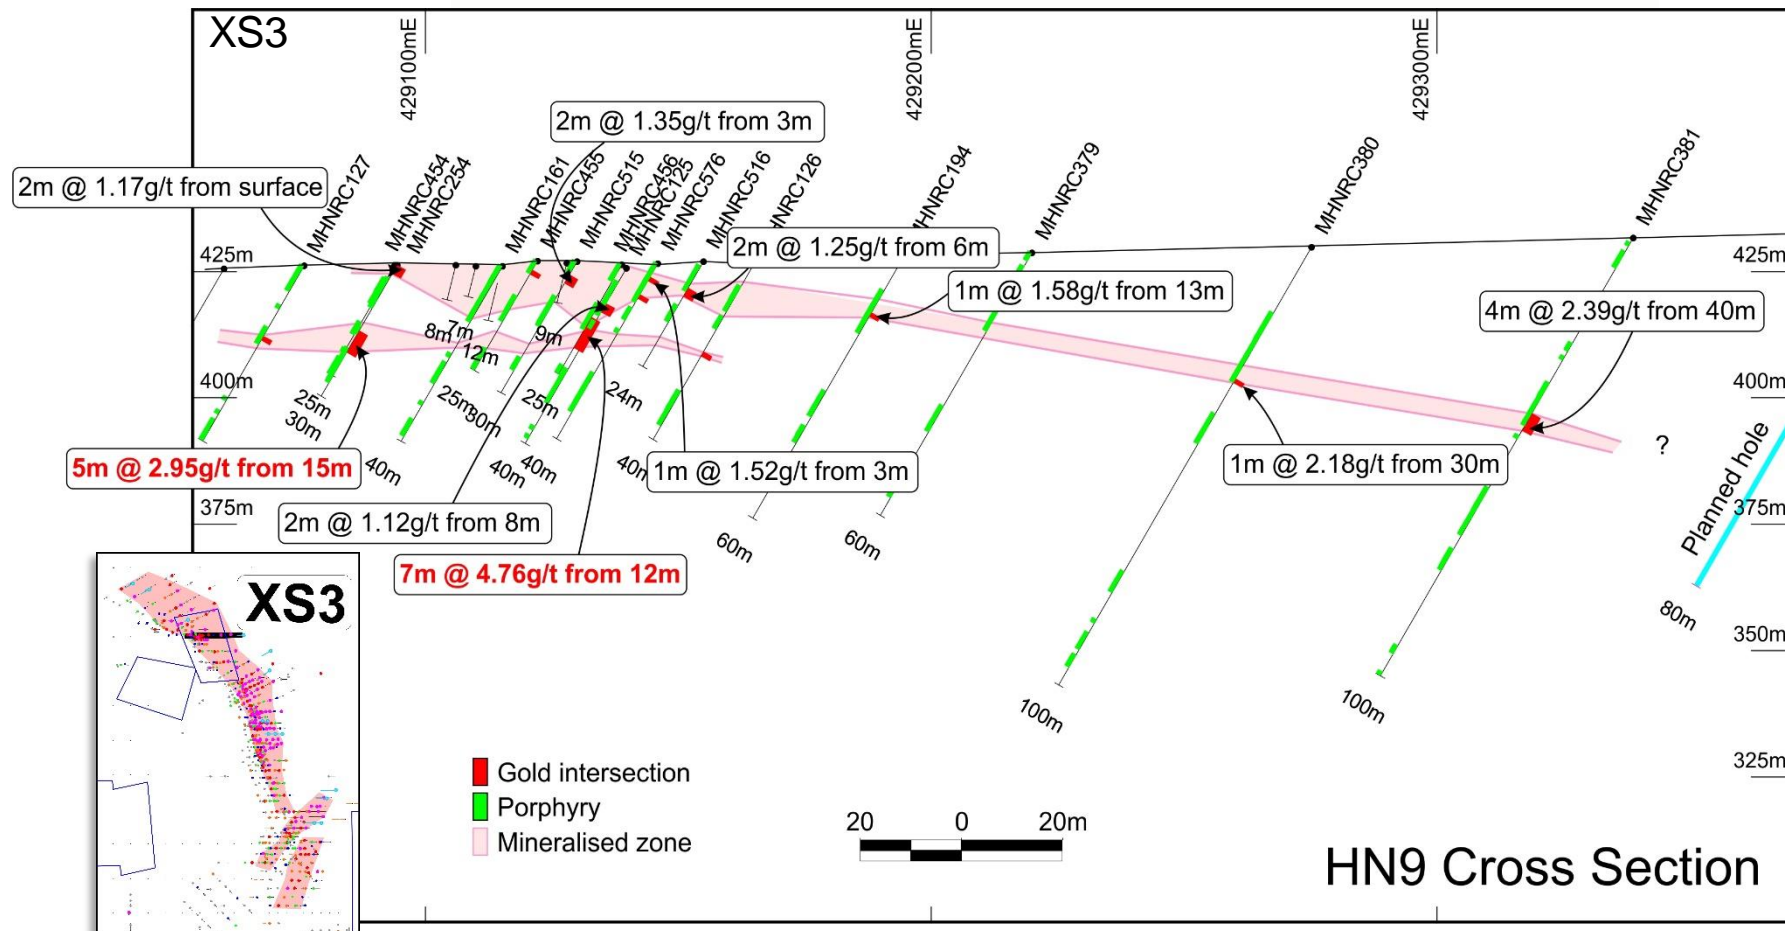 XS3
429100mE
429200mE
429300mE
2m @ 1.35g/t from 3m
2m @ 1.17g/t from surface
MHNRC127
MHNRC454
MHNRC254
MHNRC161
MHNRC455
MHNRC515
MHNRC456
MHNRC125
MHNRC576
MHNRC516
HNRC126
HNRC194
MHNRC379
MHNRC380
MHNRC381
2m @ 1.25g/t from 6m
1m @ 1.58g/t from 13m
4m @ 2.39g/t from 40m
425m
425m
400m
400m
375m
375m
350m
325m
7m
8m
12m
9m
25m
30m
25m
30m
25m
24m
40m
40m
40m
40m
60m
60m
100m
100m
80m
5m @ 2.95g/t from 15m
1m @ 1.52g/t from 3m
1m @ 2.18g/t from 30m
2m @ 1.12g/t from 8m
7m @ 4.76g/t from 12m
?
Planned hole
XS3
Gold intersection
Porphyry
Mineralised zone
20 0 20m
HN9 Cross Section